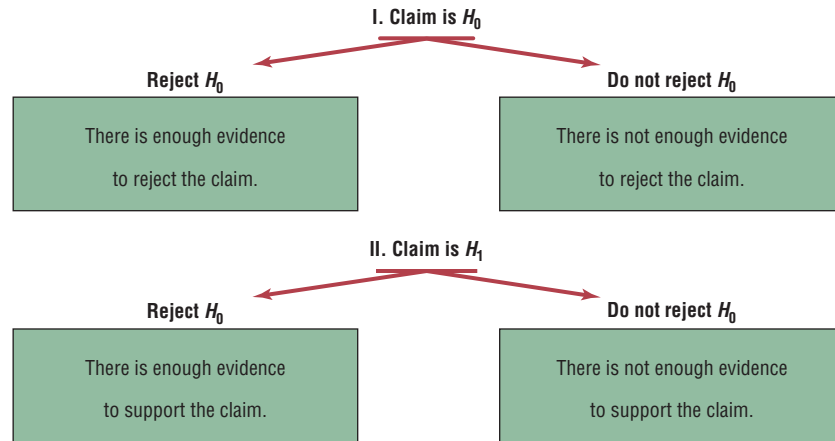 I. Claim is H0
Reject H0
Do not reject H0
There is enough evidence
to reject the claim.
There is not enough evidence
to reject the claim.
II. Claim is H1
Reject H0
Do not reject H0
There is enough evidence
to support the claim.
There is not enough evidence
to support the claim.